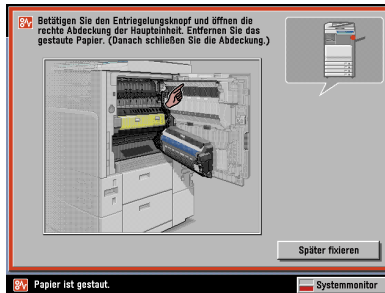 Betätigen Sie den Entriegelungsknopf und öffnen die
rechte Abdeckung der Haupteinheit. Entfernen Sie das
gestaute Papier. (Danach schließen Sie die Abdeckung.)
Später fixieren
Papier ist gestaut.
Systemmonitor